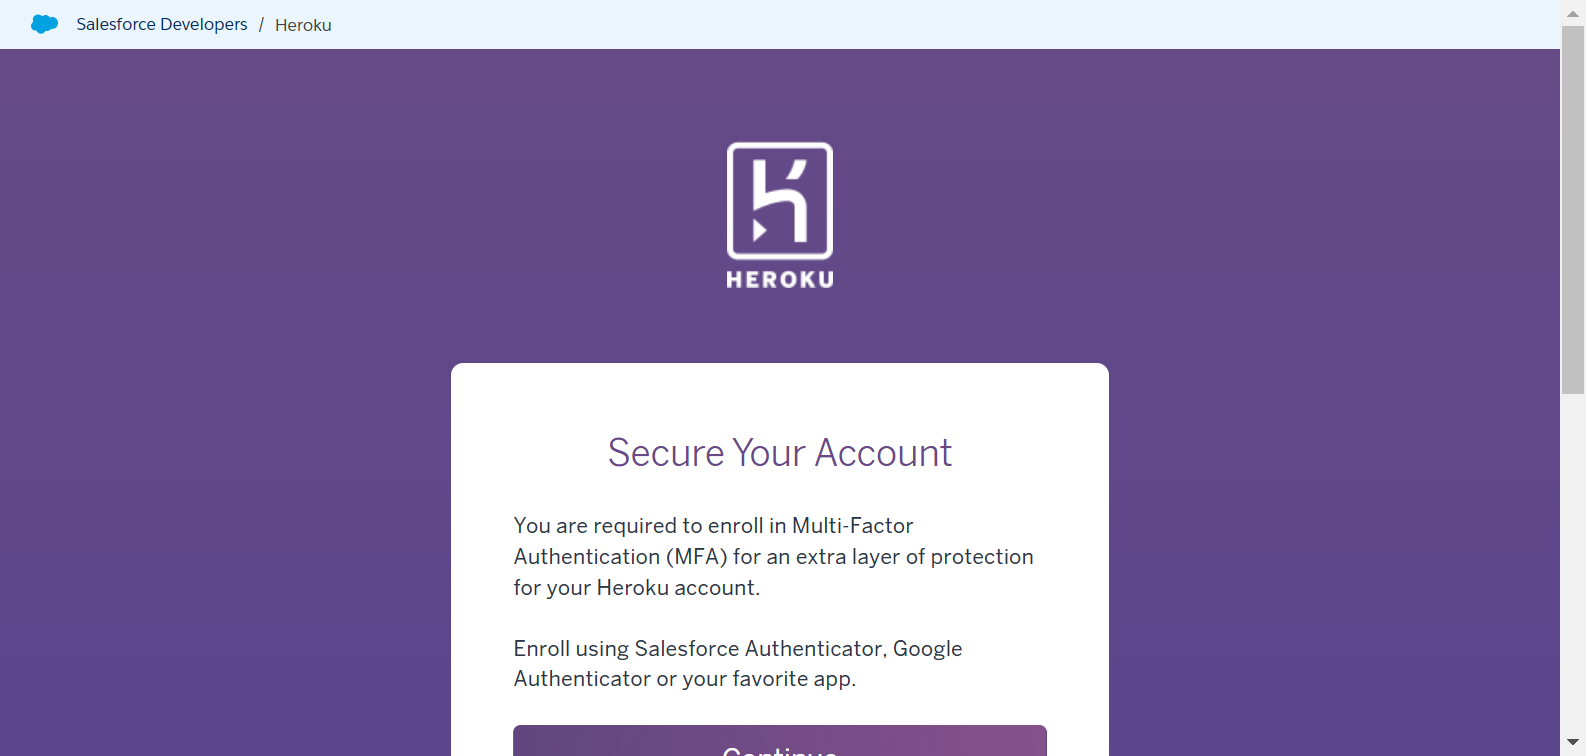 Salesforce Developers / Heroku
HEROKU
Secure Your Account
You are required to enroll in Multi-Factor
Authentication (MFA) for an extra layer of protection
for your Heroku account.
Enroll using Salesforce Authenticator, Google
Authenticator or your favorite app.
Continue